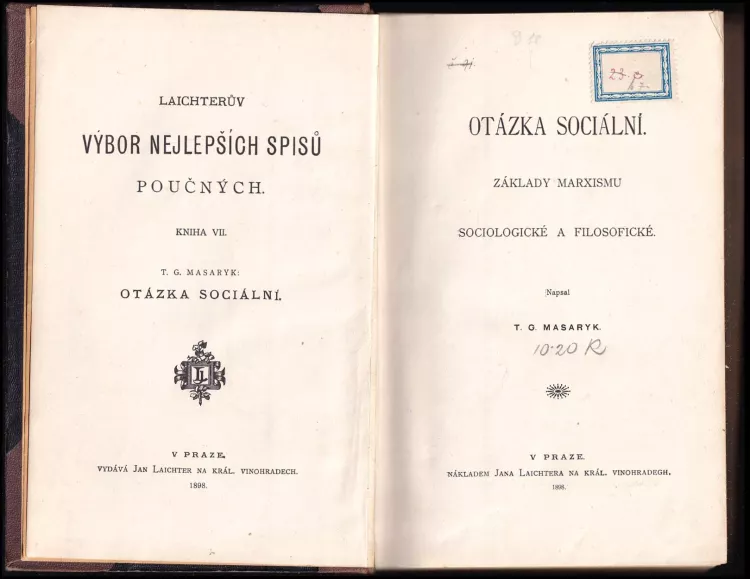 LAICHTERŮV
VÝBOR NEJLEPŠÍCH SPISŮ
POUČNÝCH.
KNIHA VII.
T. G. MASARYK:
OTÁZKA SOCIÁLNÍ.
V PRAZE.
VYDÁVÁ JAN LAICHTER NA KRÁL. VINOHRADECH.
1898.
OTÁZKA SOCIÁLNÍ.
ZÁKLADY MARXISMU
SOCIOLOGICKÉ A FILOSOFICKÉ.
Napsal
T. G. MASARYK.
10·20 R
V PRAZE.
NÁKLADEM JANA LAICHTERA NA KRÁL. VINOHRADECH.
1898.